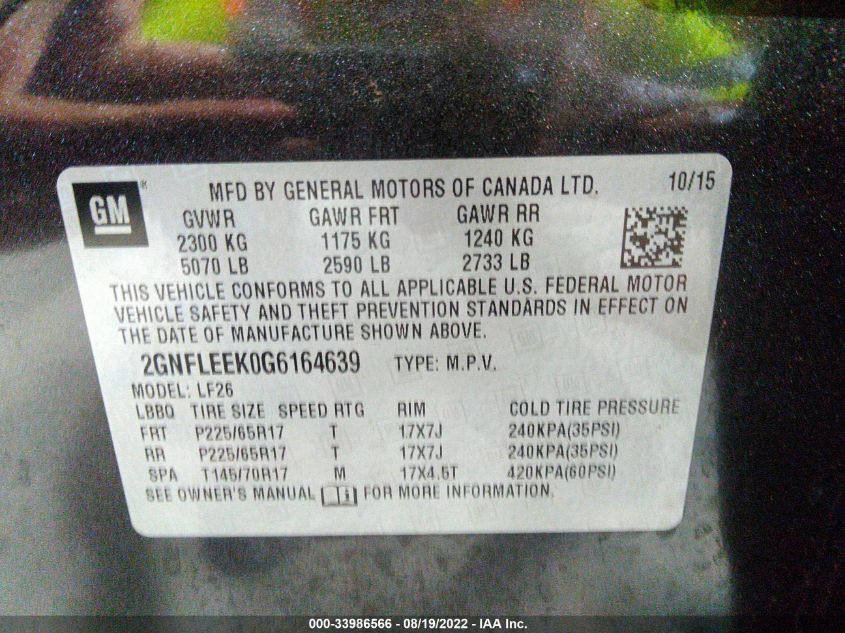 GM ® MFD BY GENERAL MOTORS OF CANADA LTD. 10/15
GVWR GAWR FRT GAWR RR
2300 KG 1175 KG 1240 KG
5070 LB 2590 LB 2733 LB
THIS VEHICLE CONFORMS TO ALL APPLICABLE U.S. FEDERAL MOTOR
VEHICLE SAFETY AND THEFT PREVENTION STANDARDS IN EFFECT ON
THE DATE OF MANUFACTURE SHOWN ABOVE.
2GNFLEEK0G6164639 TYPE: M.P.V.
MODEL: LF26
LBBQ TIRE SIZE SPEED RTG RIM COLD TIRE PRESSURE
FRT P225/65R17 T 17X7J 240KPA(35PSI)
RR P225/65R17 T 17X7J 240KPA(35PSI)
SPA T145/70R17 M 17X4.5T 420KPA(60PSI)
SEE OWNER'S MANUAL FOR MORE INFORMATION.
000-33986566 - 08/19/2022 - IAA Inc.